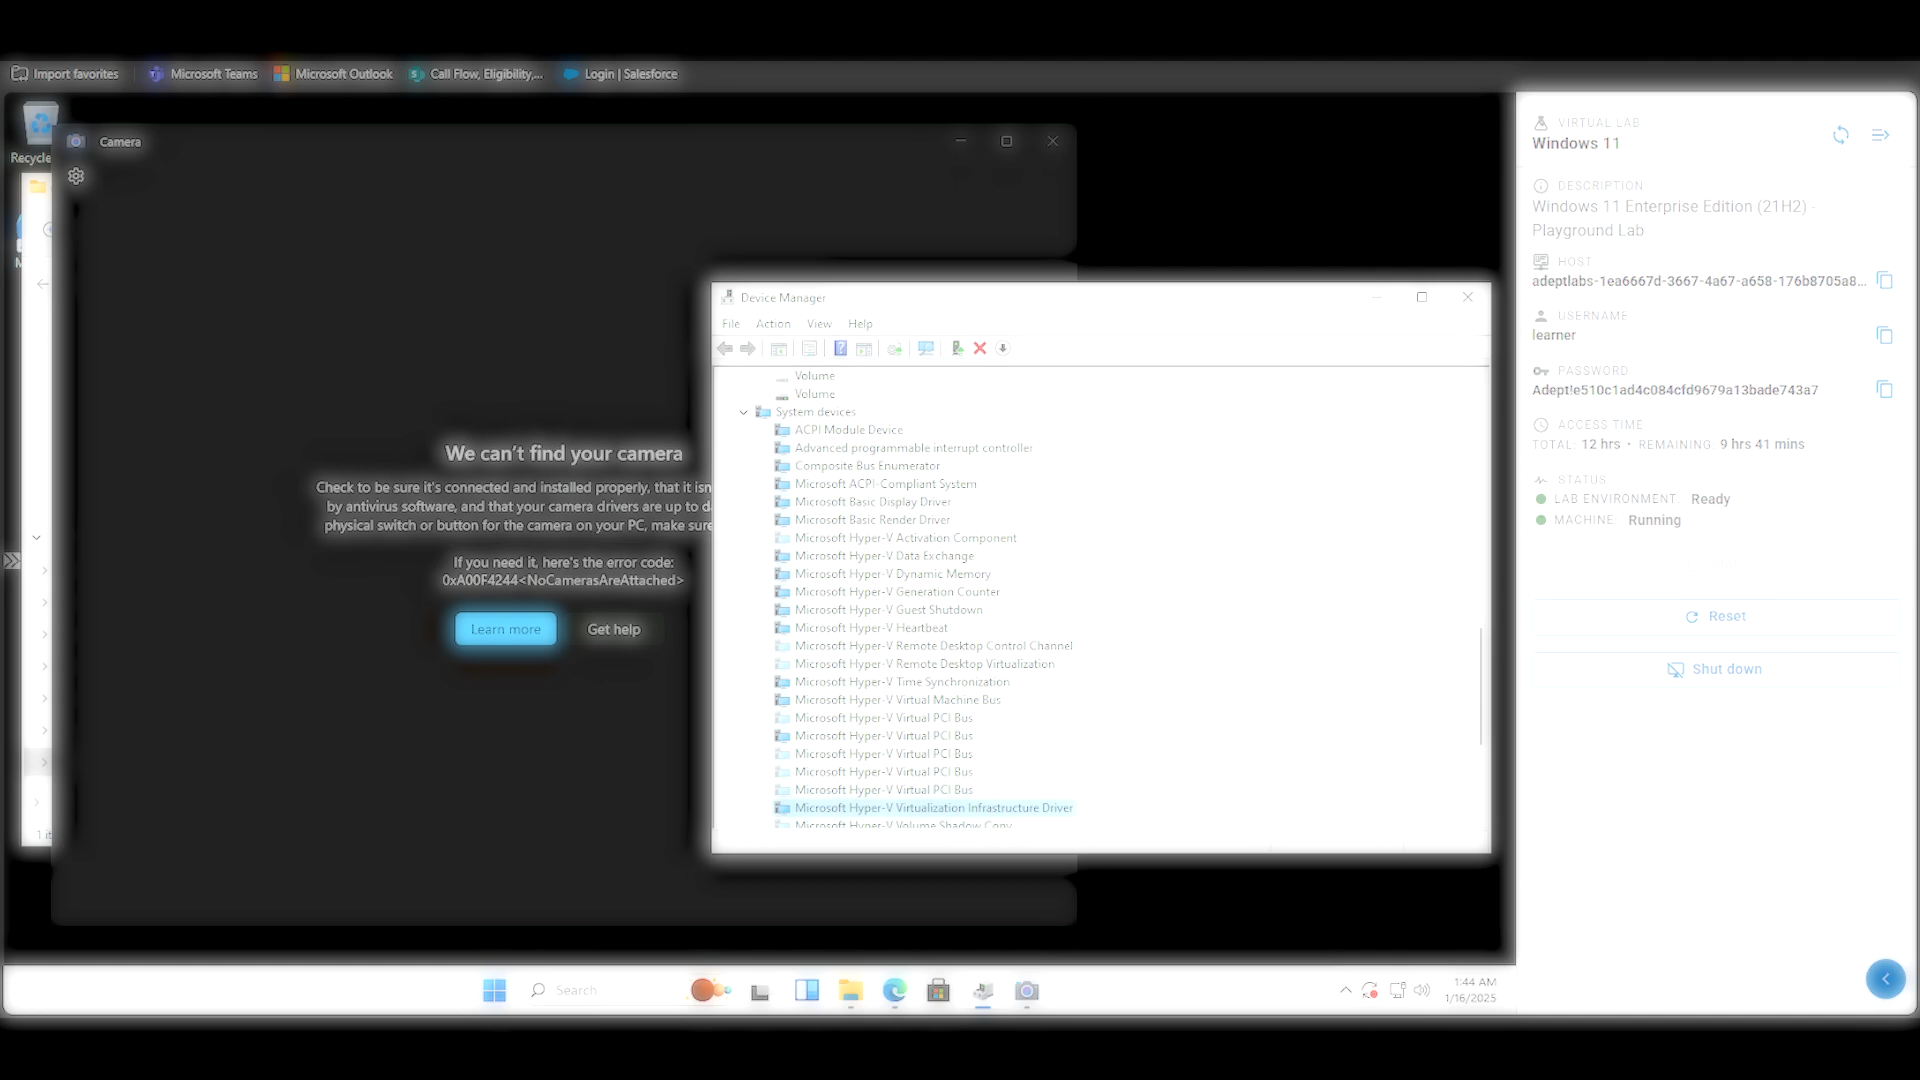 Import favorites
Microsoft Teams
Microsoft Outlook
Call Flow, Eligibility,...
Login | Salesforce
Recycle
Camera
We can't find your camera
Check to be sure it's connected and installed properly, that it isn
by antivirus software, and that your camera drivers are up to d
physical switch or button for the camera on your PC, make sure
If you need it, here's the error code:
0xA00F4244<NoCamerasAreAttached>
Learn more
Get help
1 it
Device Manager
File Action View Help
Volume
Volume
System devices
ACPI Module Device
Advanced programmable interrupt controller
Composite Bus Enumerator
Microsoft ACPI-Compliant System
Microsoft Basic Display Driver
Microsoft Basic Render Driver
Microsoft Hyper-V Activation Component
Microsoft Hyper-V Data Exchange
Microsoft Hyper-V Dynamic Memory
Microsoft Hyper-V Generation Counter
Microsoft Hyper-V Guest Shutdown
Microsoft Hyper-V Heartbeat
Microsoft Hyper-V Remote Desktop Control Channel
Microsoft Hyper-V Remote Desktop Virtualization
Microsoft Hyper-V Time Synchronization
Microsoft Hyper-V Virtual Machine Bus
Microsoft Hyper-V Virtual PCI Bus
Microsoft Hyper-V Virtual PCI Bus
Microsoft Hyper-V Virtual PCI Bus
Microsoft Hyper-V Virtual PCI Bus
Microsoft Hyper-V Virtual PCI Bus
Microsoft Hyper-V Virtualization Infrastructure Driver
Microsoft Hyper-V Volume Shadow Copy
VIRTUAL LAB
Windows 11
DESCRIPTION
Windows 11 Enterprise Edition (21H2) -
Playground Lab
HOST
adeptlabs-1ea6667d-3667-4a67-a658-176b8705a8...
USERNAME
learner
PASSWORD
Adept!e510c1ad4c084cfd9679a13bade743a7
ACCESS TIME
TOTAL: 12 hrs • REMAINING: 9 hrs 41 mins
STATUS
LAB ENVIRONMENT: Ready
MACHINE: Running
Reset
Shut down
Search
1:44 AM
1/16/2025